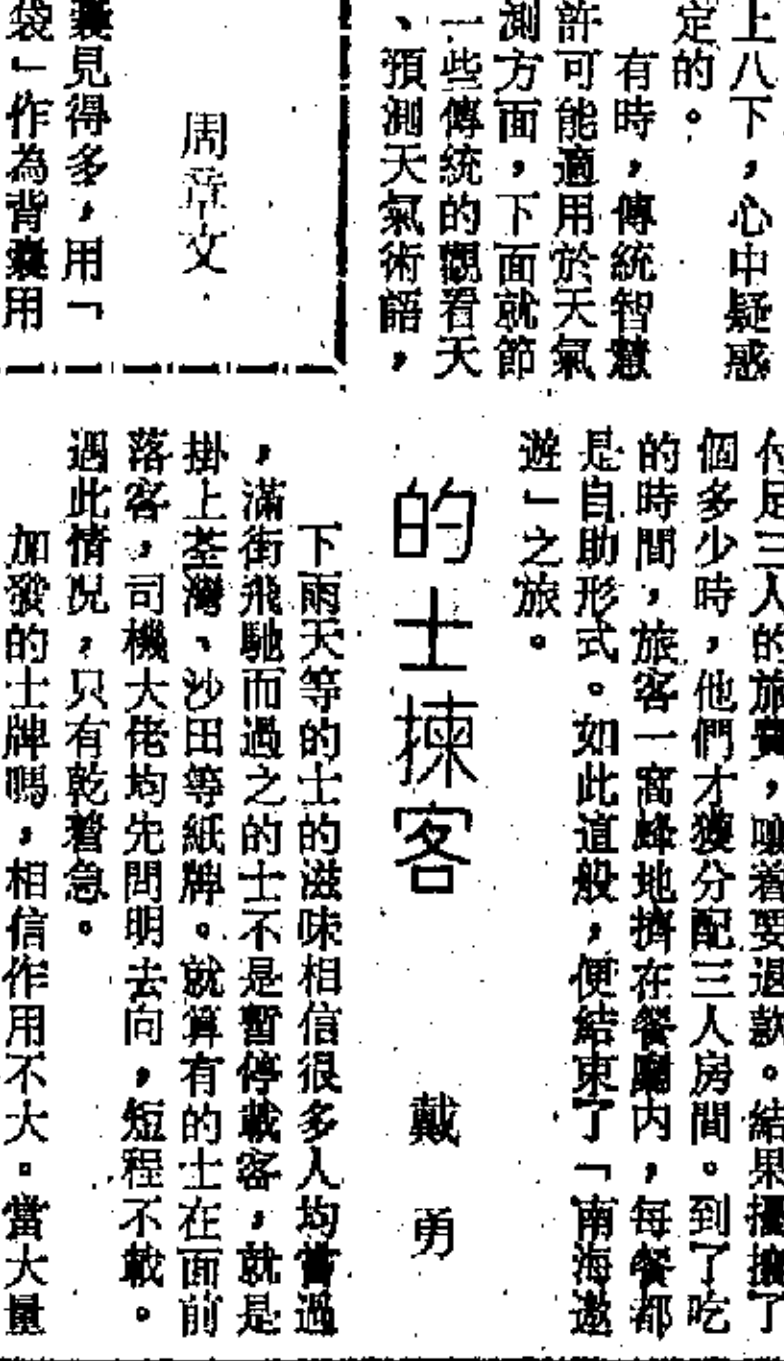 上八下，心中疑惑
定的。
有時，傳統智慧
許可能適用於天氣
測方面，下面就節
一些傳統的觀看天
、預測天氣術語，
周章文
囊見得多，用「
袋」作為背囊用
付足三人的旅費，嚷着要退款。結果擾攘了
個多少時，他們才獲分配三人房間。到了吃
的時間，旅客一窩蜂地擠在餐廳內，每餐都
是自助形式。如此這般，便結束了「南海遨
遊」之旅。
的士揀客
戴勇
下雨天等的士的滋味相信很多人均嘗過
，滿街飛馳而過之的士不是暫停載客，就是
掛上荃灣、沙田等紙牌。就算有的士在面前
落客，司機大佬均先問明去向，短程不載。
遇此情況，只有乾着急。
加發的士牌嗎，相信作用不大。當大量